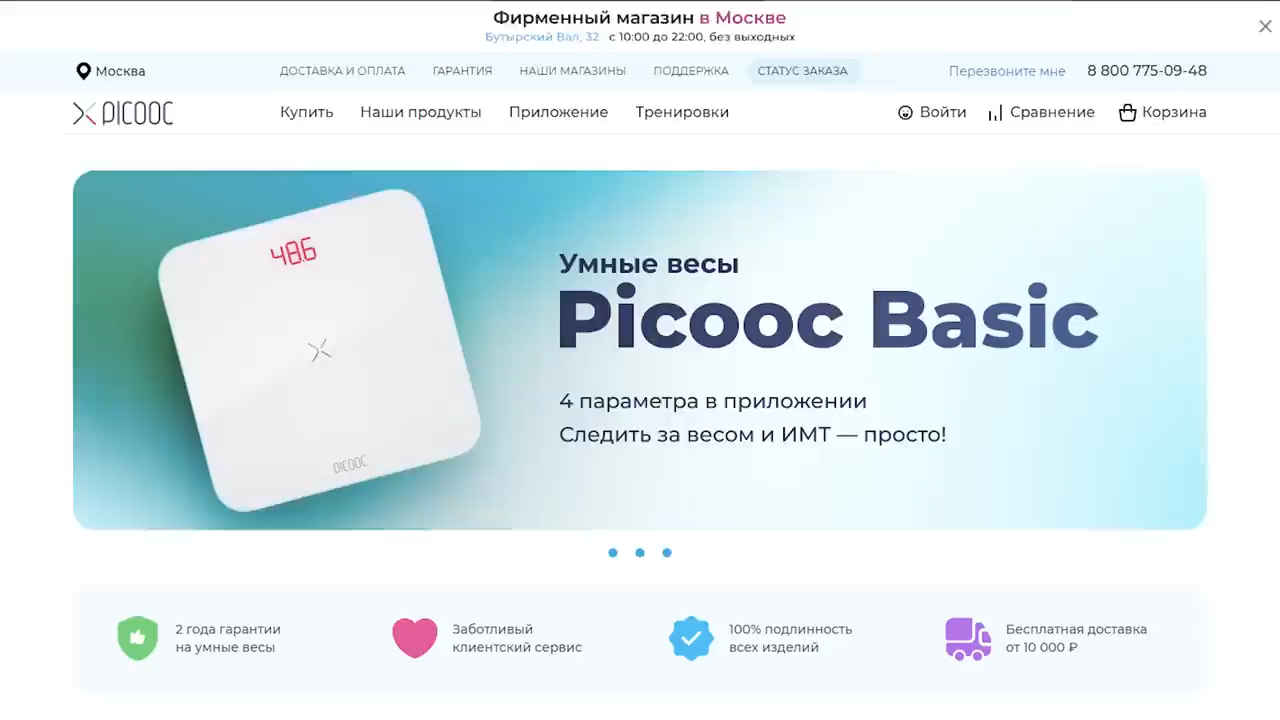 Фирменный магазин в Москве
Бутырский Вал, 32 с 10:00 до 22:00, без выходных
Москва ДОСТАВКА И ОПЛАТА ГАРАНТИЯ НАШИ МАГАЗИНЫ ПОДДЕРЖКА СТАТУС ЗАКАЗА Перезвоните мне 8 800 775-09-48
PICOOC Купить Наши продукты Приложение Тренировки Войти Сравнение Корзина
48.6
PICOOC
Умные весы
Picooc Basic
4 параметра в приложении
Следить за весом и ИМТ — просто!
2 года гарантии
на умные весы
Заботливый
клиентский сервис
100% подлинность
всех изделий
Бесплатная доставка
от 10 000 ₽